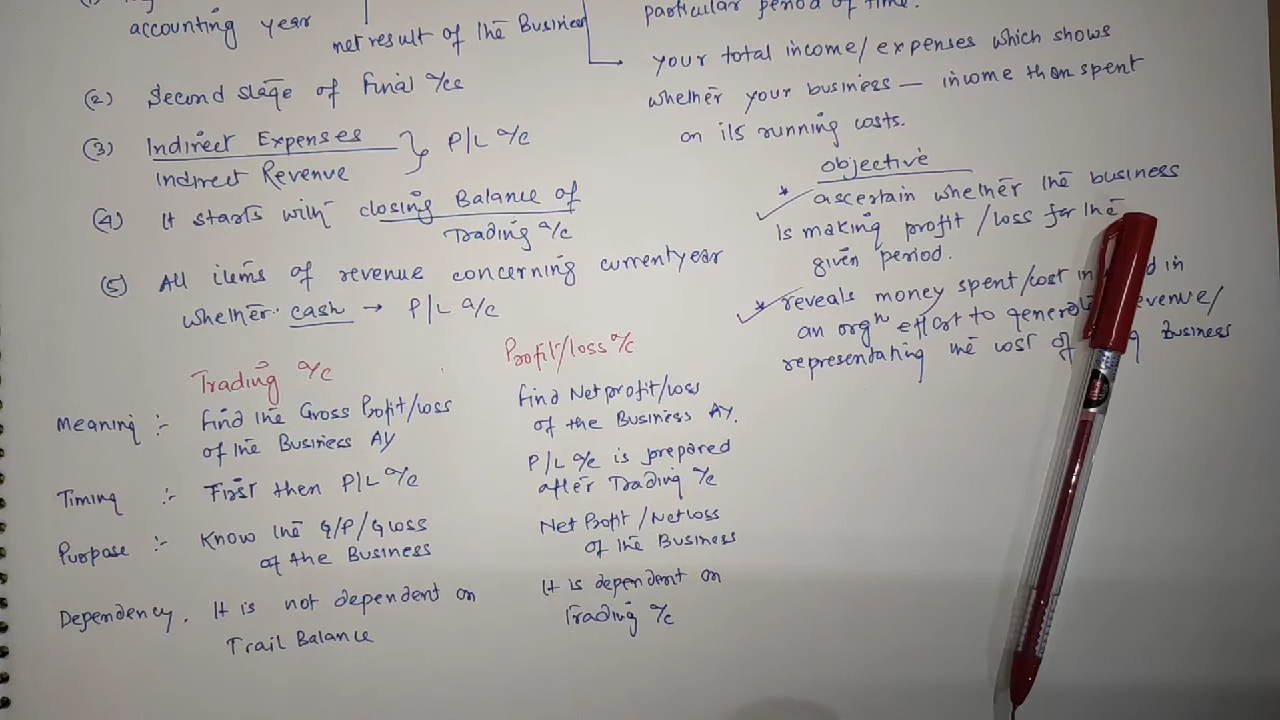 accounting year
net result of the Business
(2) Second stage of Final a/cs
(3) Indirect Expenses
Indirect Revenue
P/L a/c
(4) It starts with closing Balance of
Trading a/c
(5) All items of revenue concerning current year
whether cash → P/L a/c
particular period of time.
your total income/expenses which shows
whether your business — income than spent
on its running costs.
objective
* ascertain whether the business
is making profit/loss for the
given period.
* reveals money spent/cost in d in
an orgn effort to generate revenue/
representating the cost of Business
Trading a/c
Profit/loss a/c
Meaning :- Find the Gross Profit/loss
of the Business AY
Find Net profit/loss
of the Business AY.
Timing :- First then P/L a/c
P/L a/c is prepared
after Trading a/c
Purpose :- Know the G/P/G loss
of the Business
Net Profit/Net loss
of the Business
Dependency. It is not dependent on
Trail Balance
It is dependent on
Trading a/c